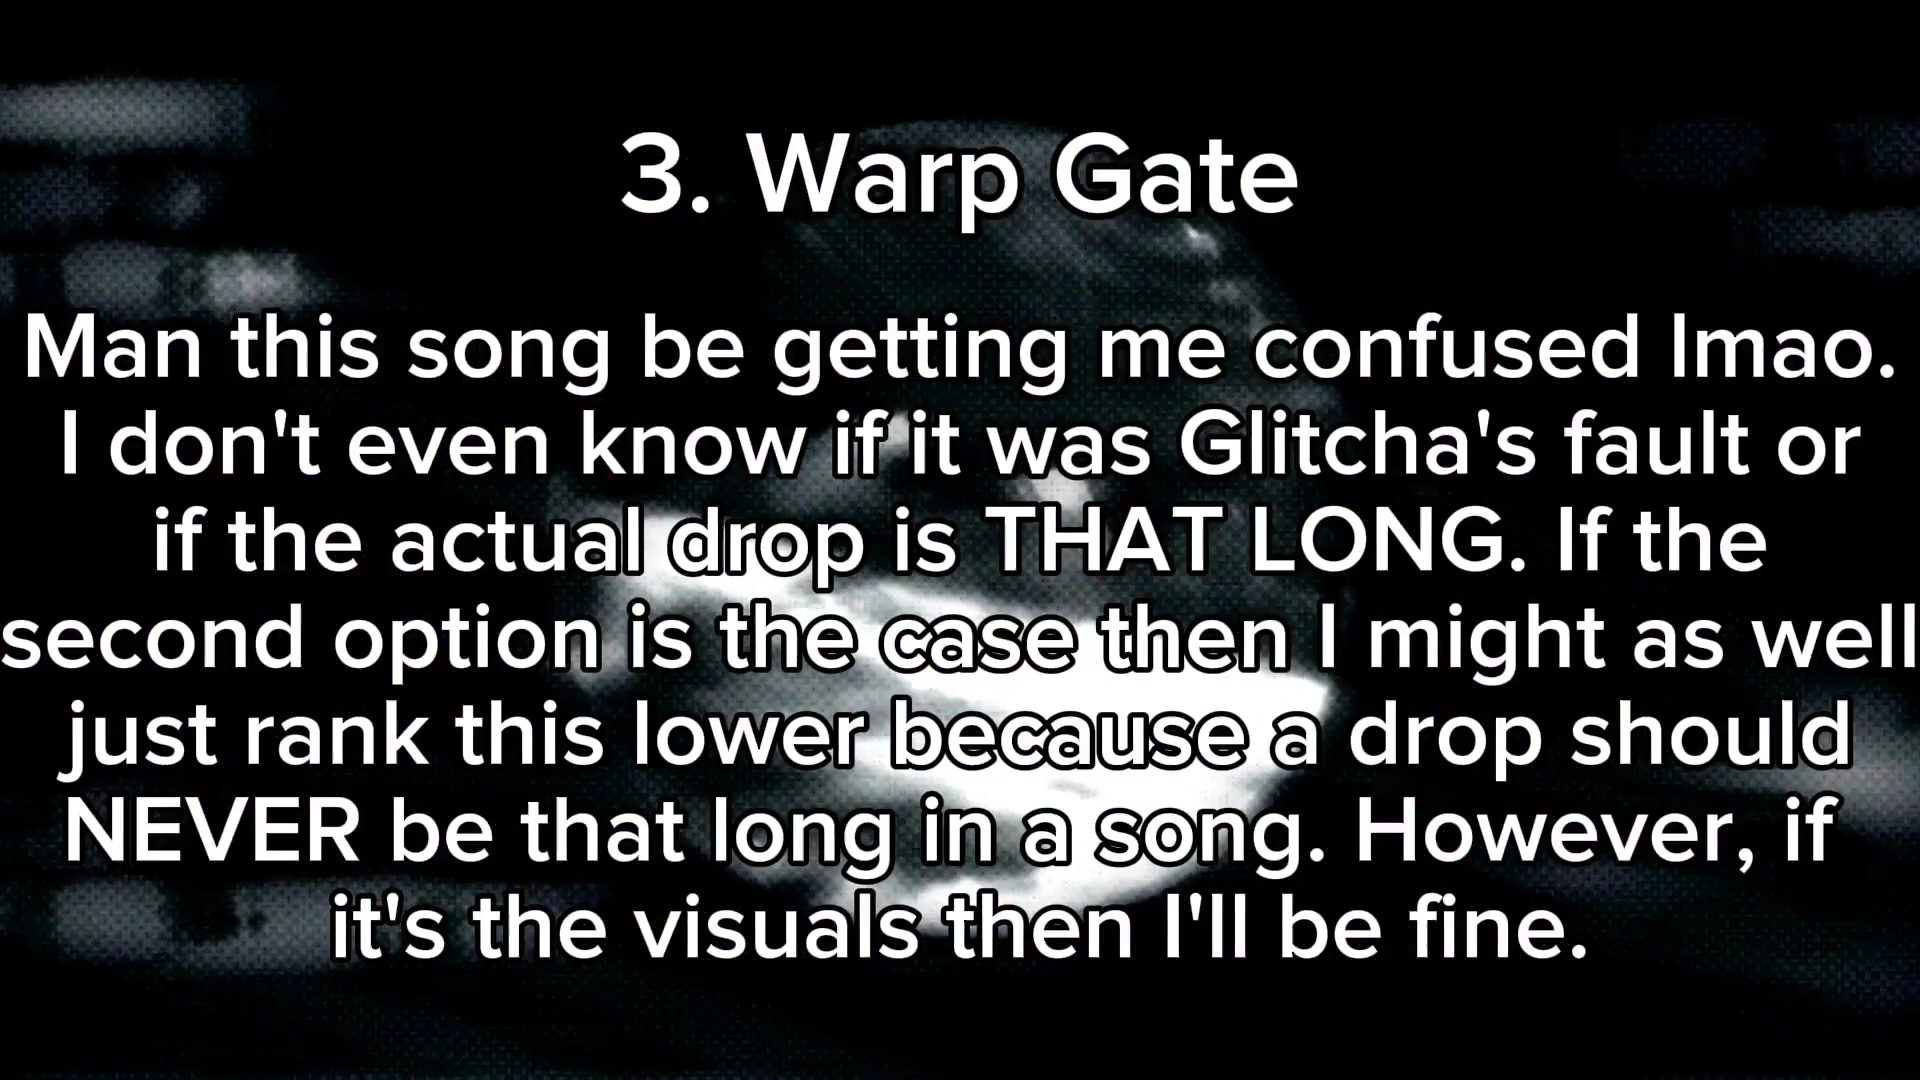 3. Warp Gate
Man this song be getting me confused lmao.
I don't even know if it was Glitcha's fault or
if the actual drop is THAT LONG. If the
second option is the case then I might as well
just rank this lower because a drop should
NEVER be that long in a song. However, if
it's the visuals then I'll be fine.